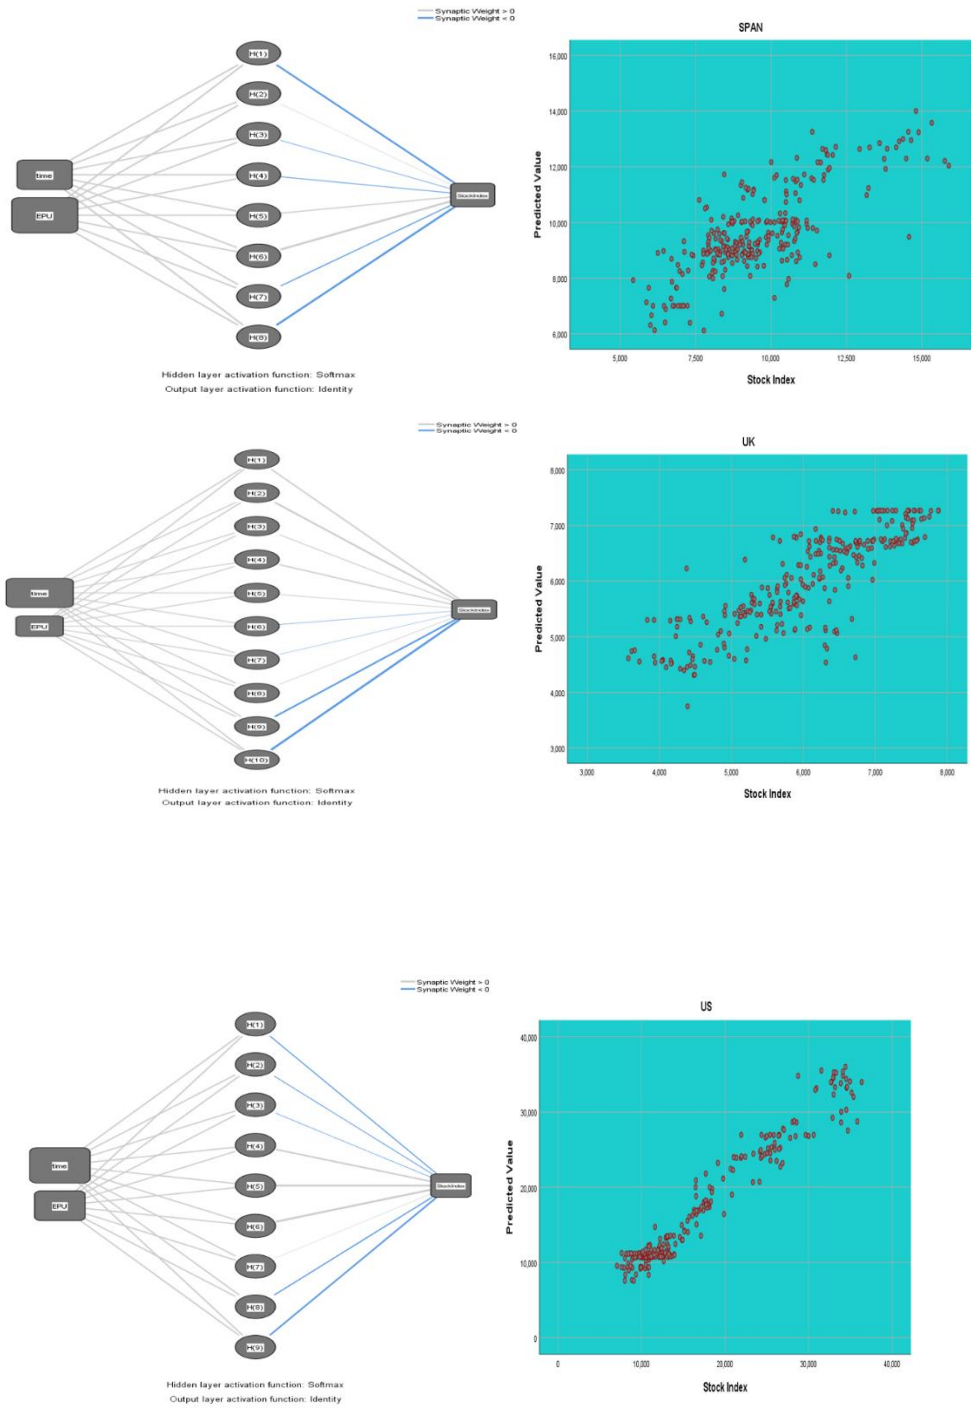 Synaptic Weight > 0
Synaptic Weight < 0
H(1)
H(2)
H(3)
H(4)
H(5)
H(6)
H(7)
H(8)
time
EPU
StockIndex
Hidden layer activation function: Softmax
Output layer activation function: Identity
SPAN
Predicted Value
16,000
14,000
12,000
10,000
8,000
6,000
5,000 7,500 10,000 12,500 15,000
Stock Index
Synaptic Weight > 0
Synaptic Weight < 0
H(1)
H(2)
H(3)
H(4)
H(5)
H(6)
H(7)
H(8)
H(9)
H(10)
time
EPU
StockIndex
Hidden layer activation function: Softmax
Output layer activation function: Identity
UK
Predicted Value
8,000
7,000
6,000
5,000
4,000
3,000
3,000 4,000 5,000 6,000 7,000 8,000
Stock Index
Synaptic Weight > 0
Synaptic Weight < 0
H(1)
H(2)
H(3)
H(4)
H(5)
H(6)
H(7)
H(8)
H(9)
time
EPU
StockIndex
Hidden layer activation function: Softmax
Output layer activation function: Identity
US
Predicted Value
40,000
30,000
20,000
10,000
0
0 10,000 20,000 30,000 40,000
Stock Index